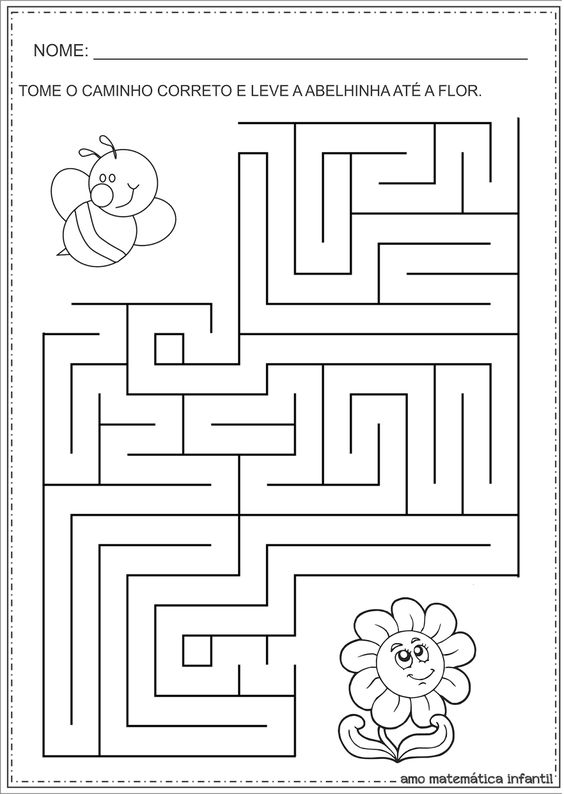 NOME:
TOME O CAMINHO CORRETO E LEVE A ABELHINHA ATÉ A FLOR.
amo matemática infantil